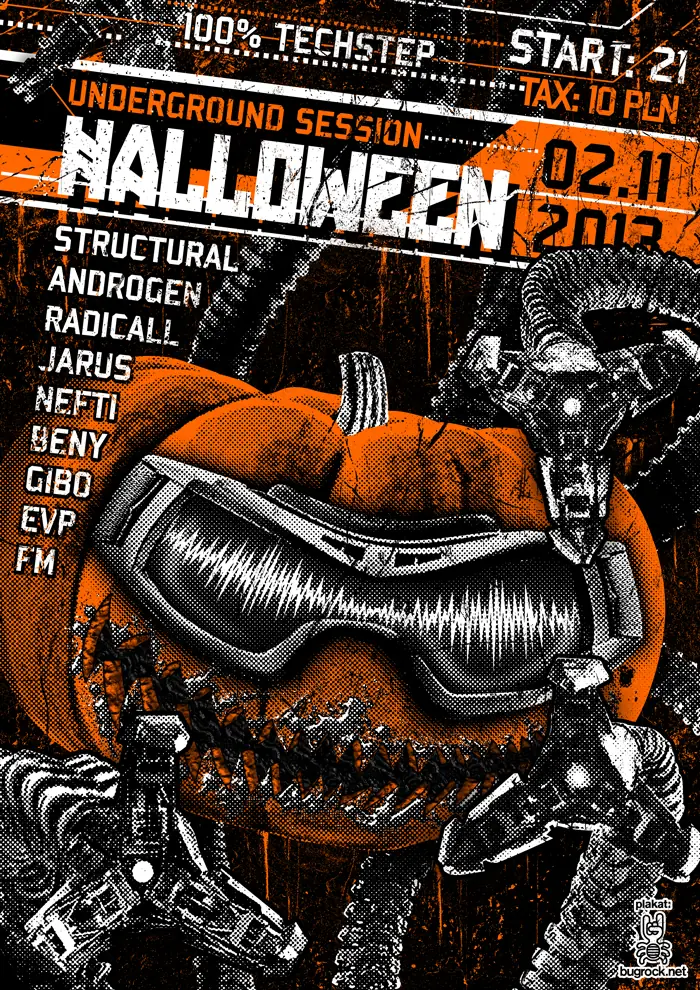 100% TECHSTEP
START: 21
TAX: 10 PLN
UNDERGROUND SESSION
HALLOWEEN
02.11
2013
STRUCTURAL
ANDROGEN
RADICALL
JARUS
NEFTI
BENY
GIBO
EVP
FM
plakat:
bugrock.net